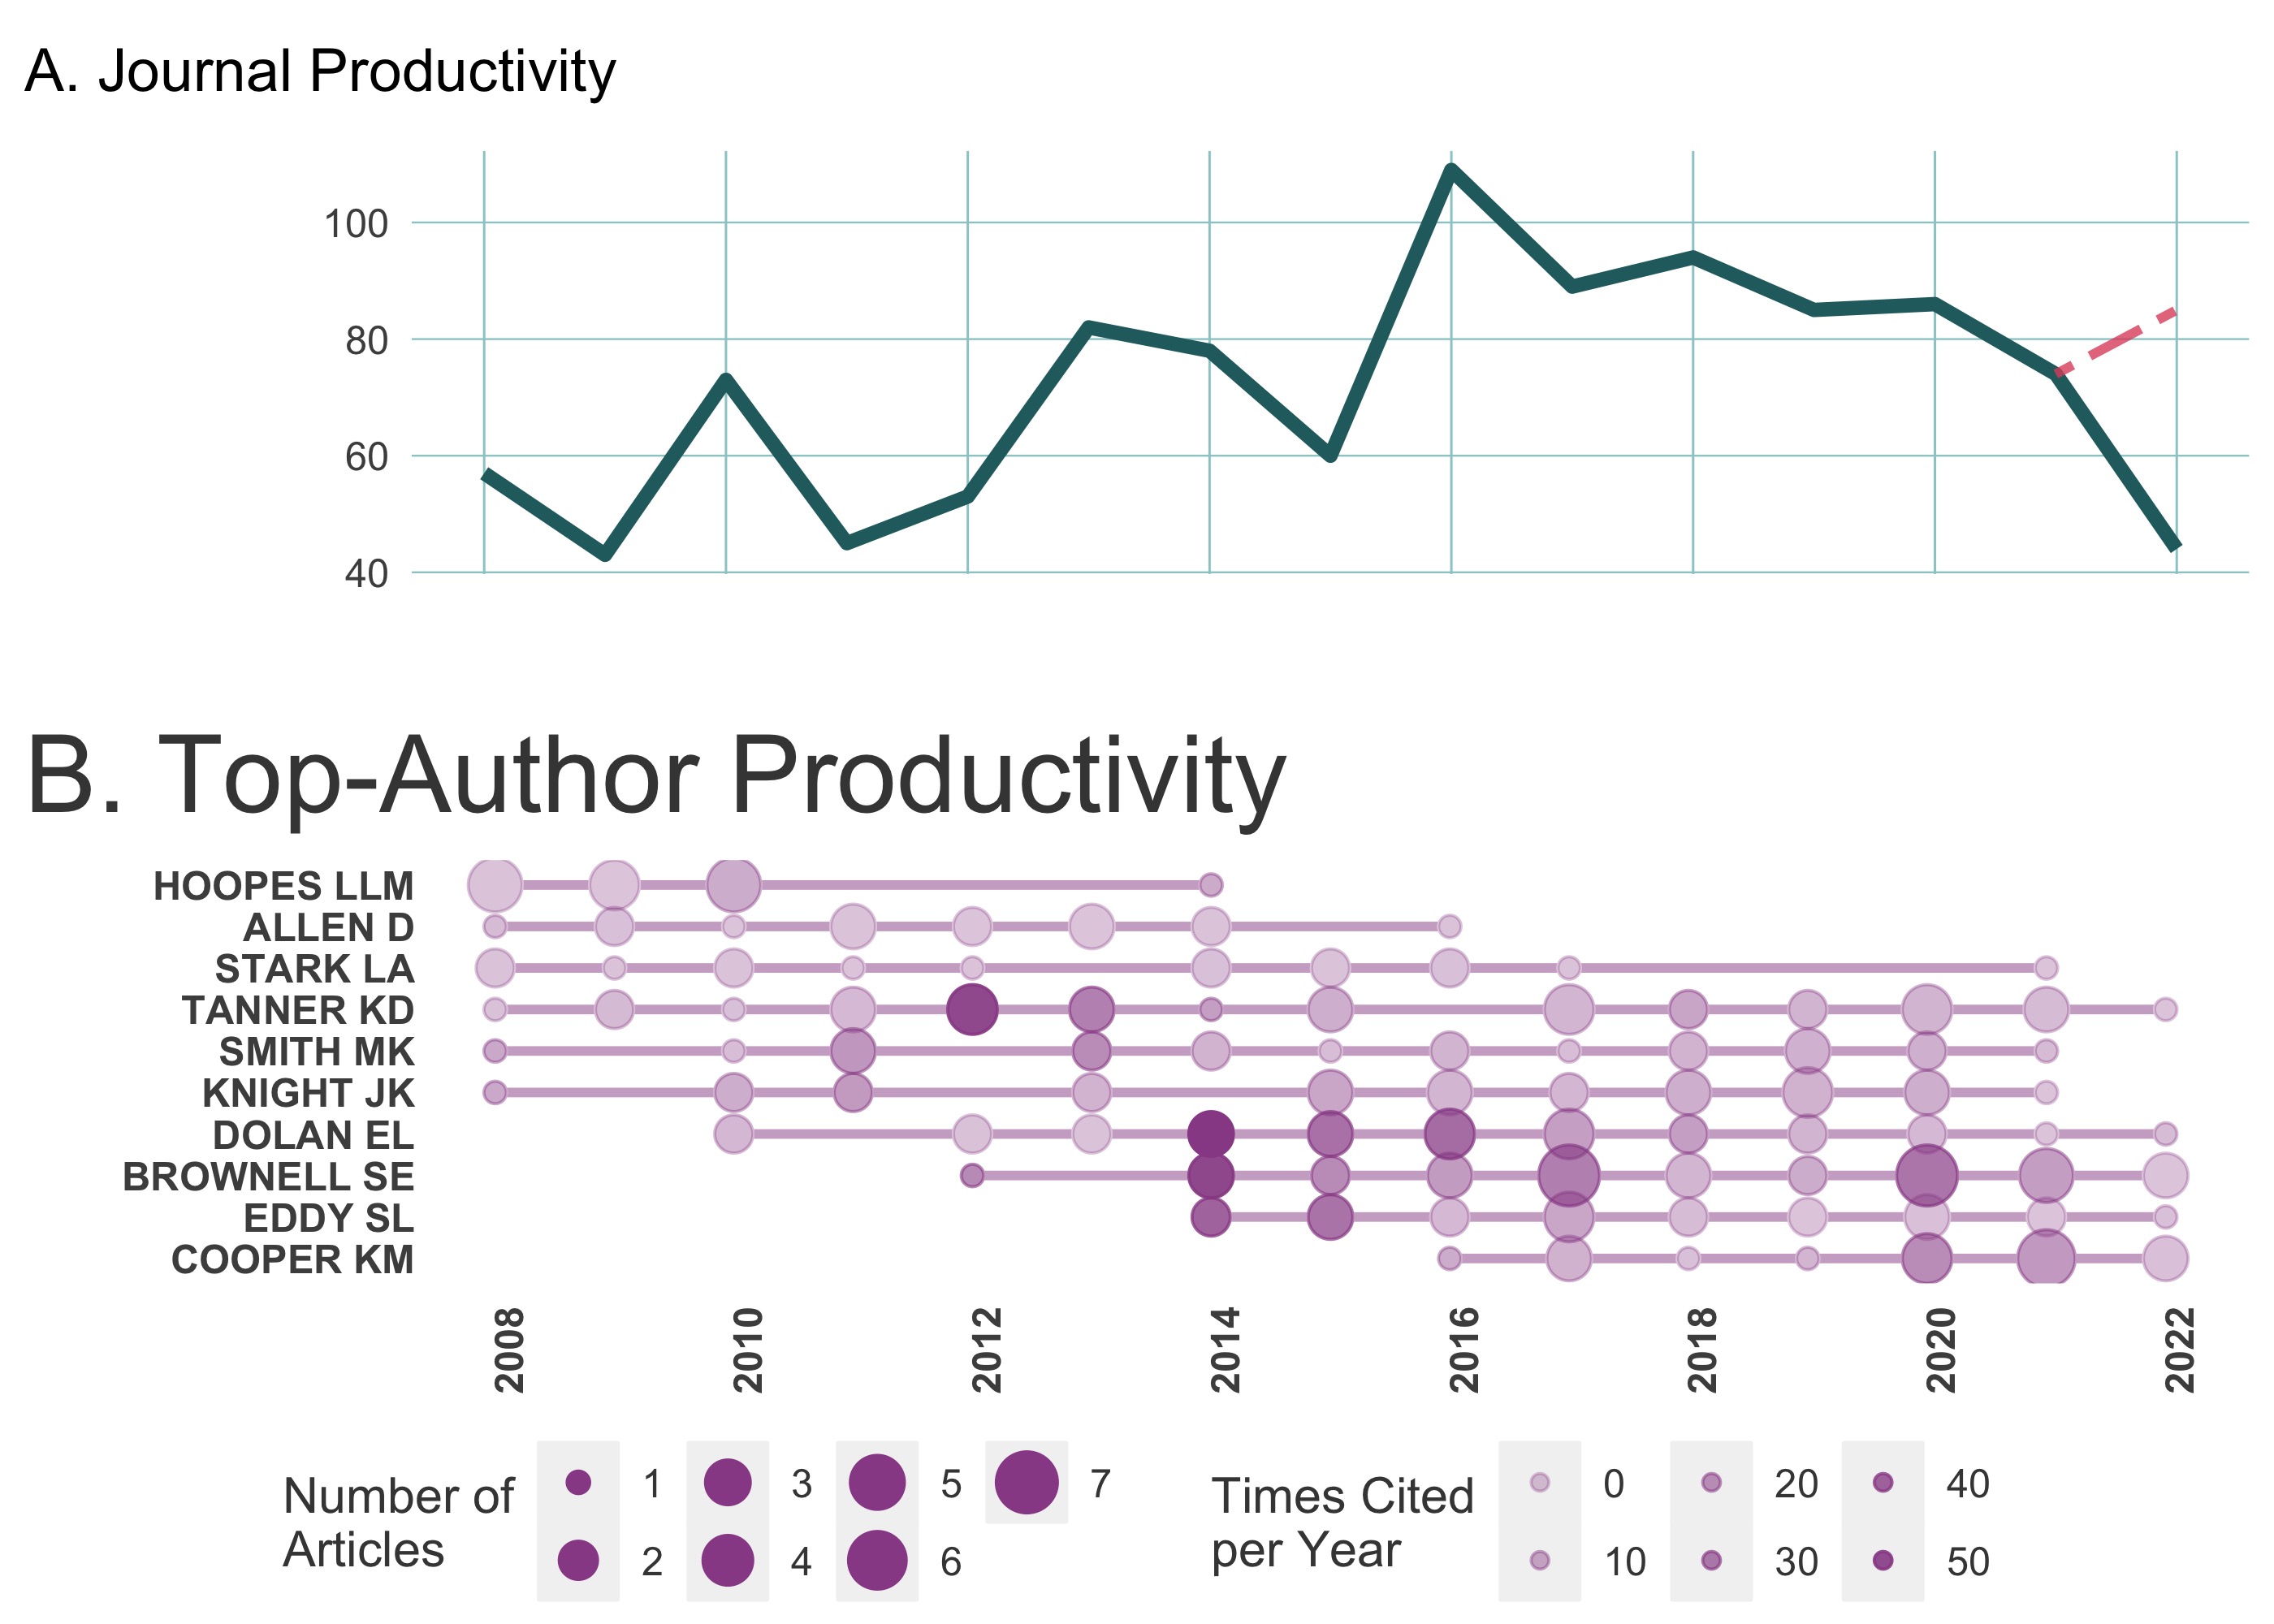 A. Journal Productivity
100
80
60
40
B. Top-Author Productivity
HOOPES LLM
ALLEN D
STARK LA
TANNER KD
SMITH MK
KNIGHT JK
DOLAN EL
BROWNELL SE
EDDY SL
COOPER KM
2008 2010 2012 2014 2016 2018 2020 2022
Number of Articles
1 3 5 7
2 4 6
Times Cited per Year
0 20 40
10 30 50